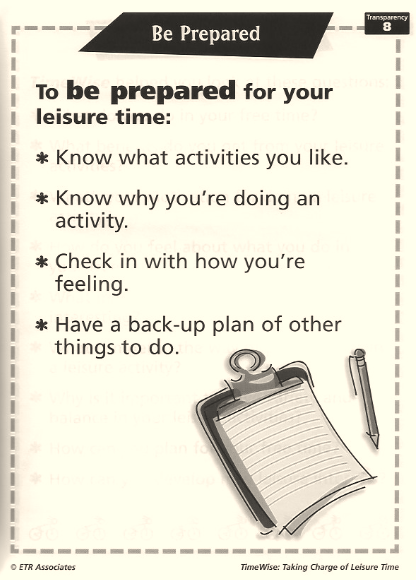 Transparency
8
Be Prepared
To be prepared for your
leisure time:
* Know what activities you like.
* Know why you're doing an
activity.
* Check in with how you're
feeling.
* Have a back-up plan of other
things to do.
© ETR Associates
TimeWise: Taking Charge of Leisure Time